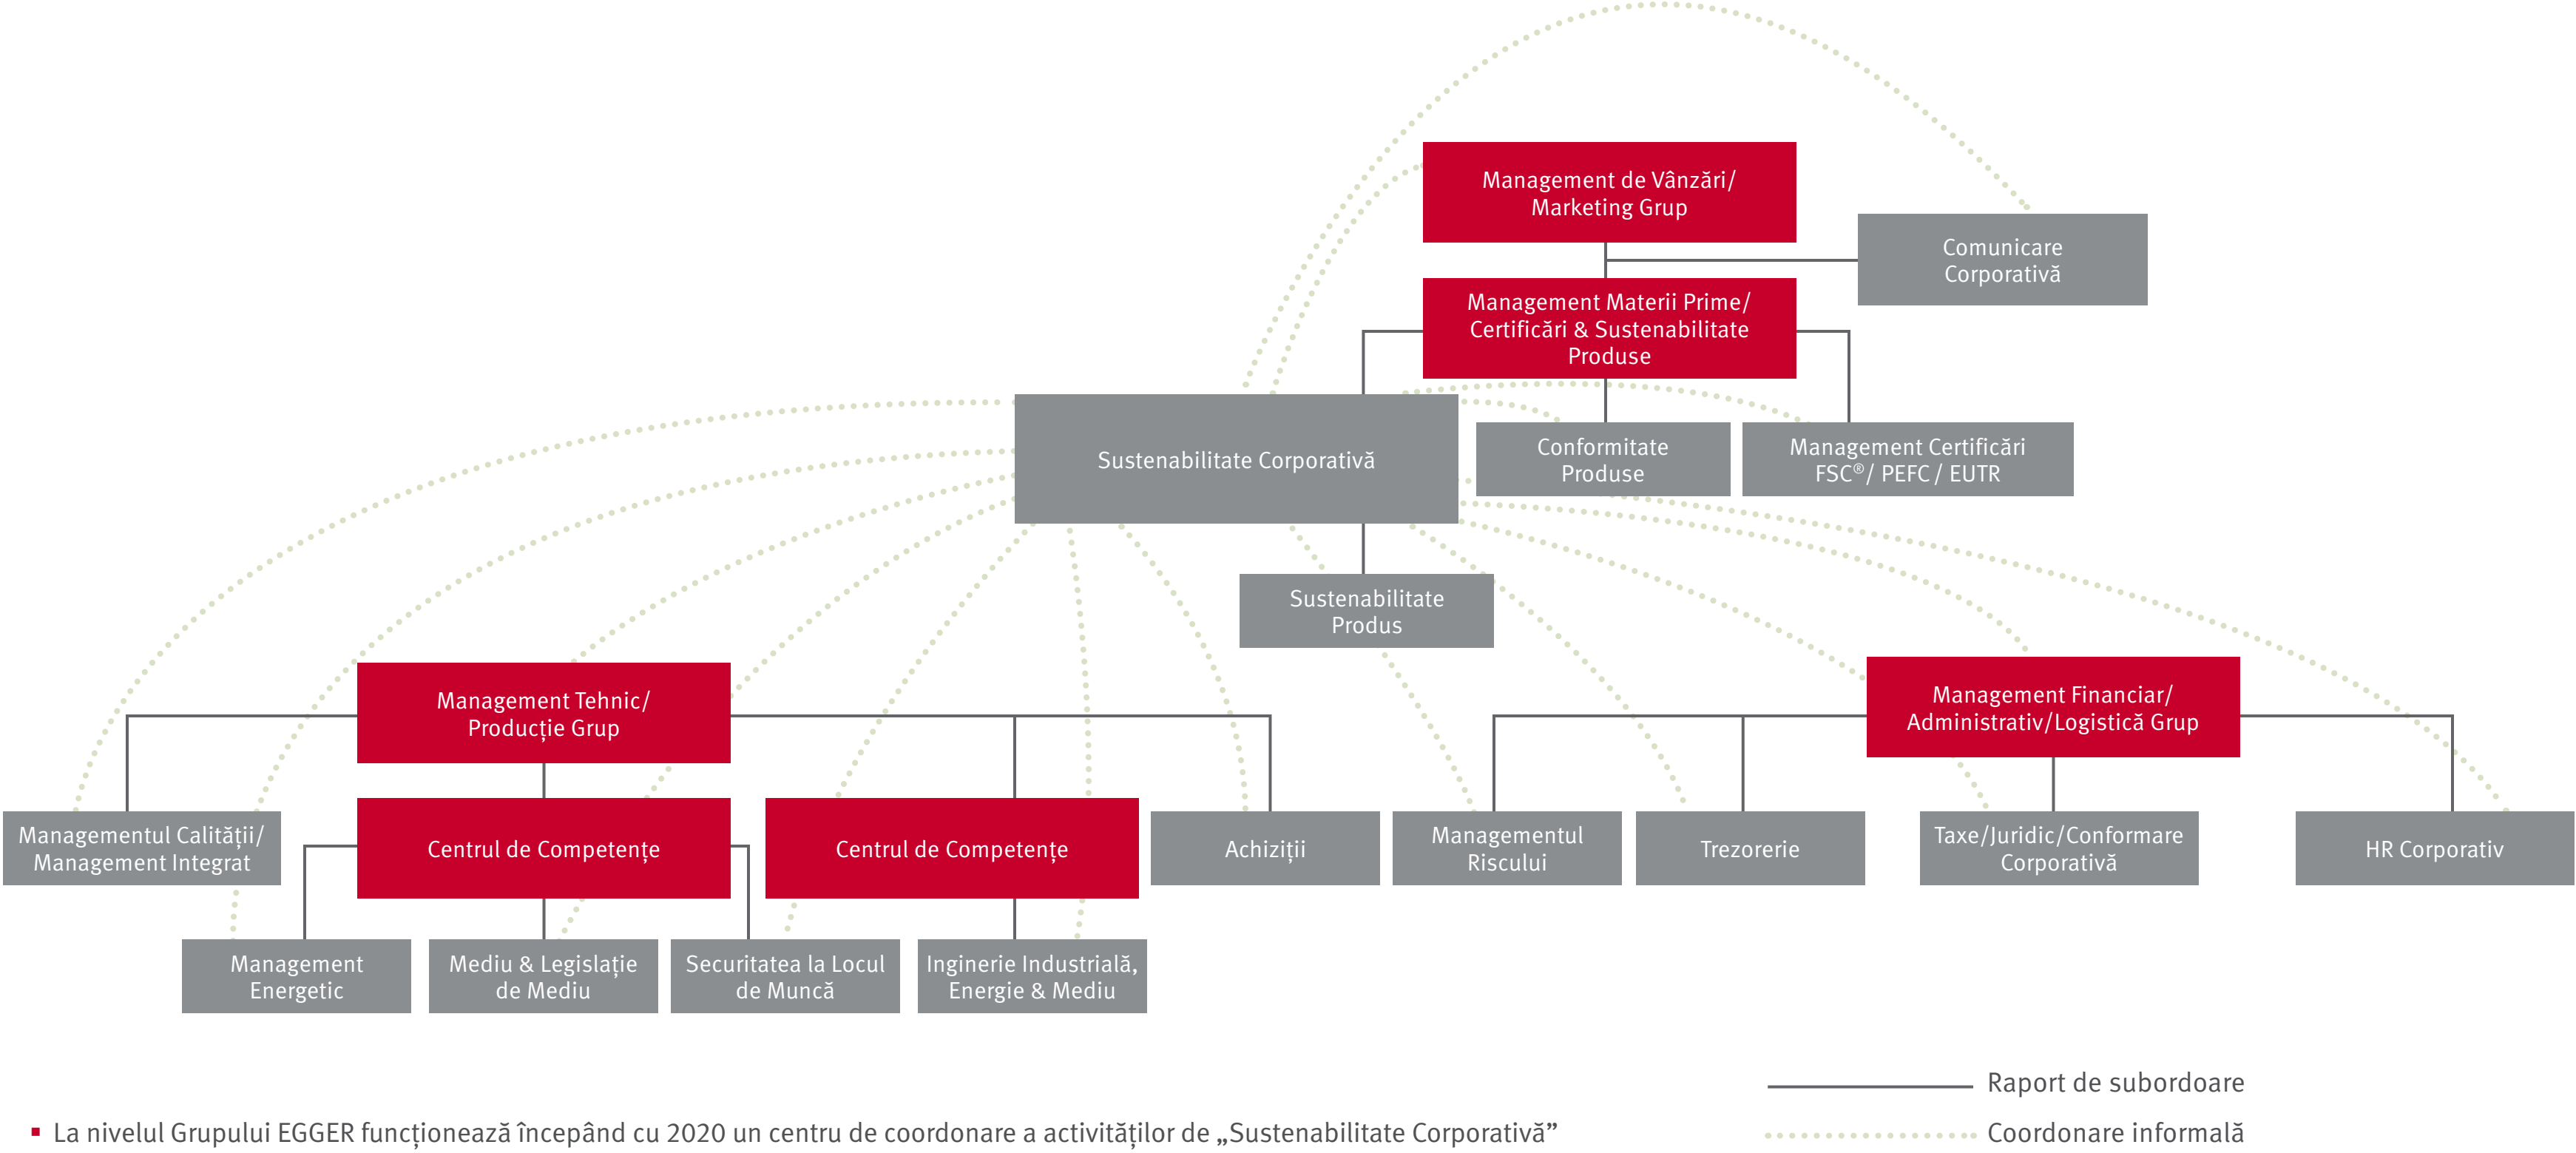 Management de Vânzări/
Marketing Grup
Comunicare
Corporativă
Management Materii Prime/
Certificări & Sustenabilitate
Produse
Sustenabilitate Corporativă
Conformitate
Produse
Management Certificări
FSC®/ PEFC / EUTR
Sustenabilitate
Produs
Management Tehnic/
Producție Grup
Management Financiar/
Administrativ/Logistică Grup
Managementul Calității/
Management Integrat
Centrul de Competențe
Centrul de Competențe
Achiziții
Managementul
Riscului
Trezorerie
Taxe/Juridic/Conformare
Corporativă
HR Corporativ
Management
Energetic
Mediu & Legislație
de Mediu
Securitatea la Locul
de Muncă
Inginerie Industrială,
Energie & Mediu
Raport de subordoare
▪ La nivelul Grupului EGGER funcționează începând cu 2020 un centru de coordonare a activităților de „Sustenabilitate Corporativă”
Coordonare informală